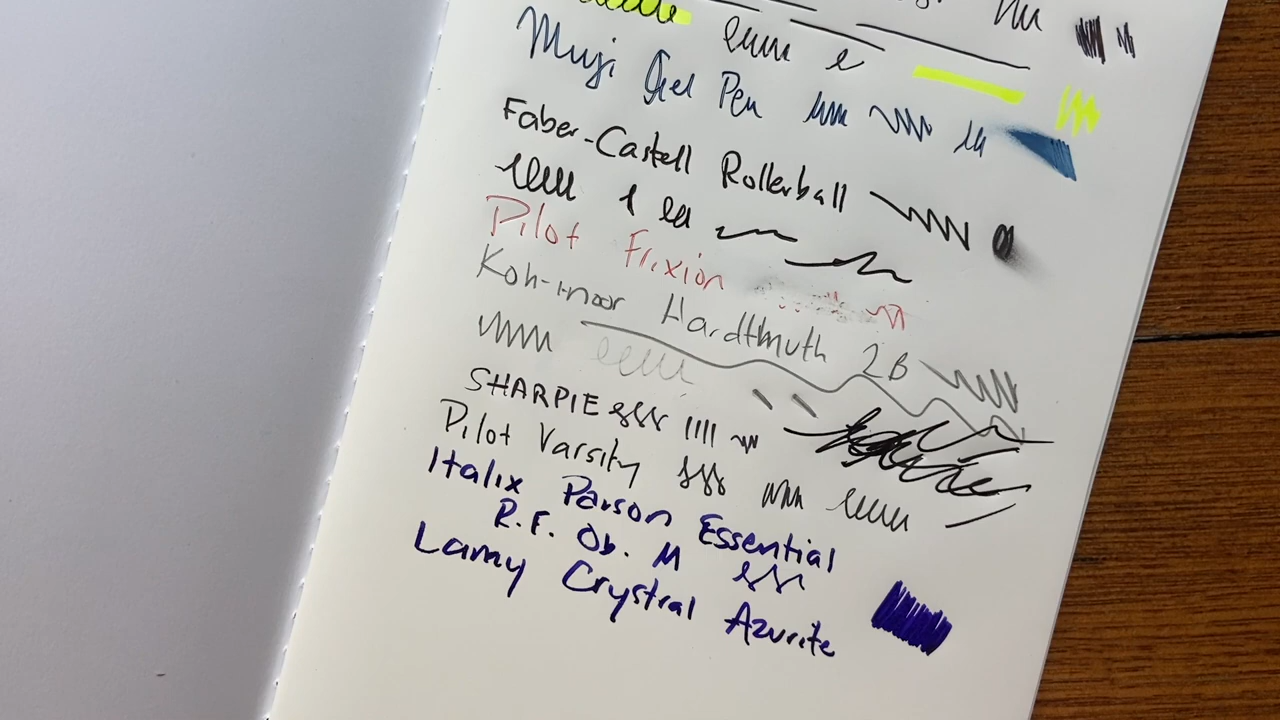 Muji Gel Pen
Faber-Castell Rollerball
Pilot Frixion
Koh-i-noor Hardtmuth 2B
SHARPIE
Pilot Varsity
Italix Parson Essential
R.F. Ob. M
Lamy Crystral Azurite